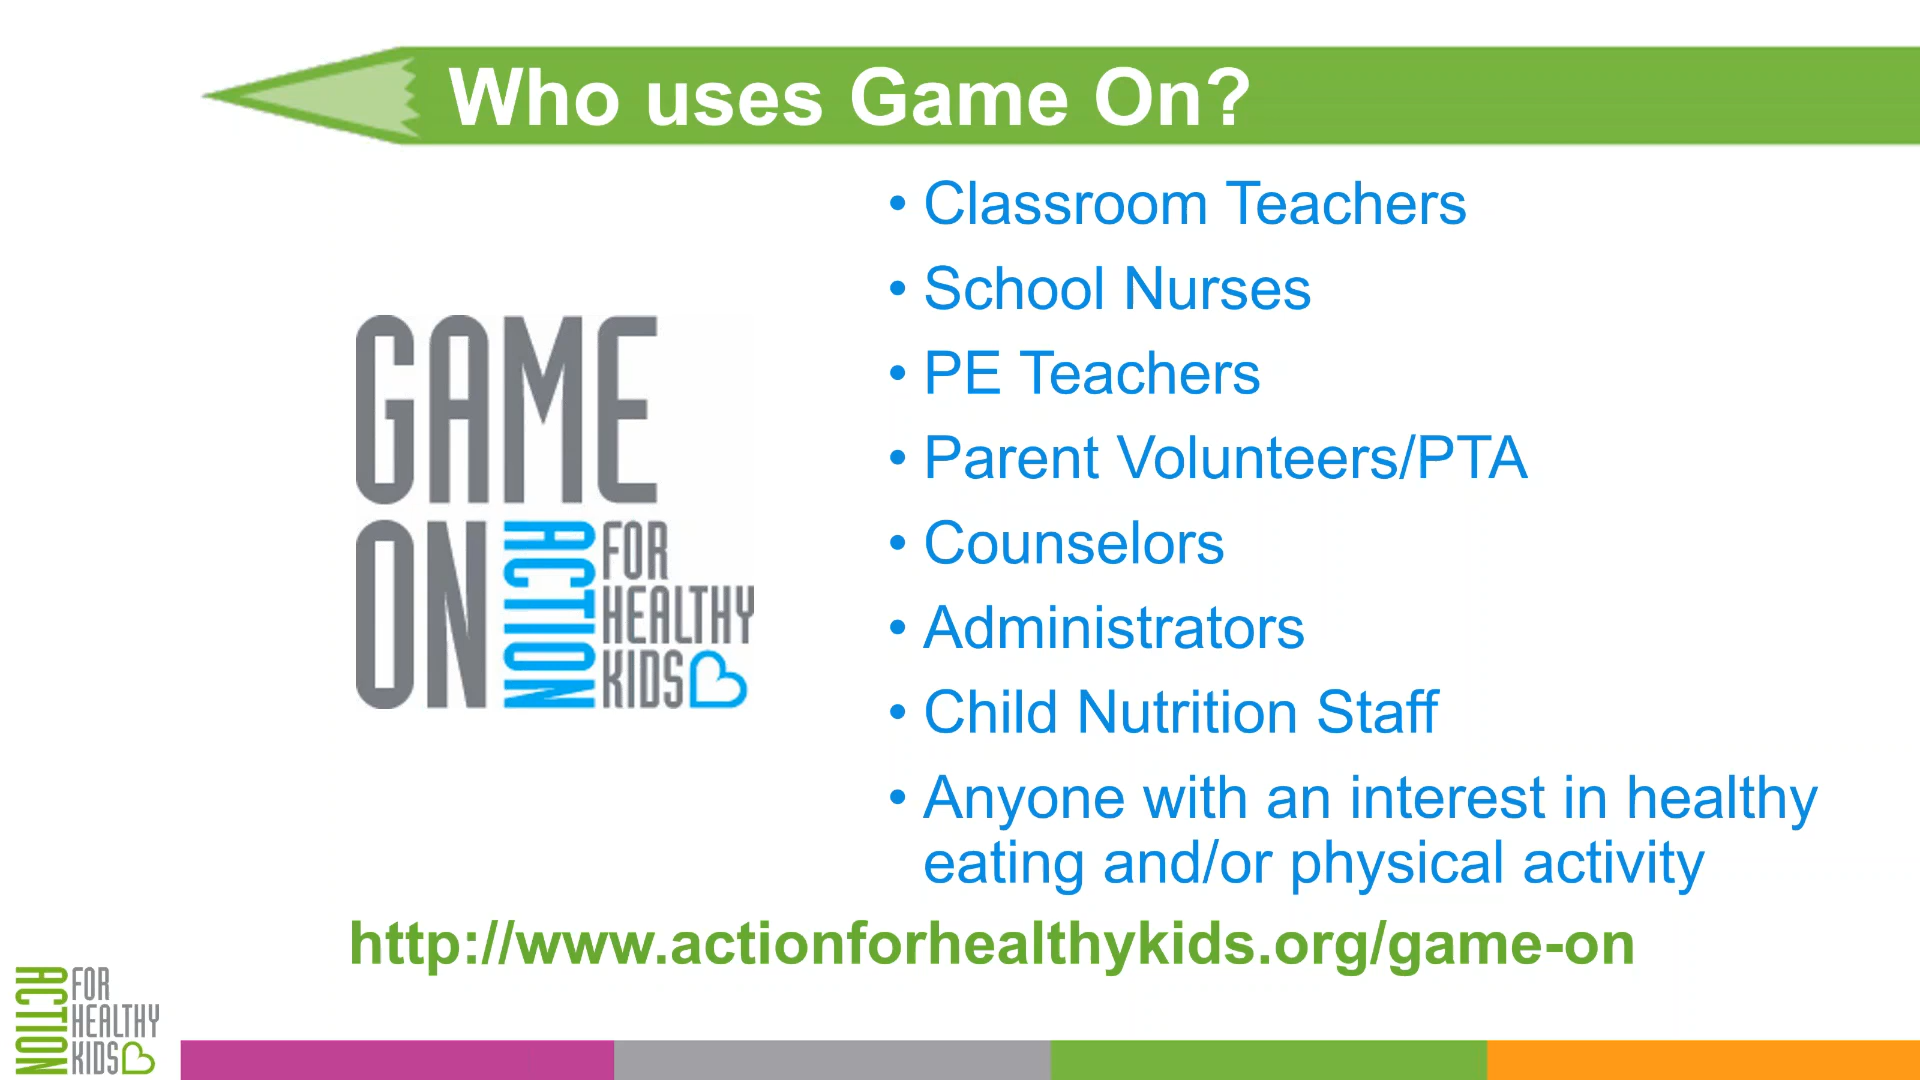 Who uses Game On?
• Classroom Teachers
• School Nurses
• PE Teachers
• Parent Volunteers/PTA
• Counselors
• Administrators
• Child Nutrition Staff
• Anyone with an interest in healthy
eating and/or physical activity
GAME
ON
ACTION
FOR
HEALTHY
KIDS
http://www.actionforhealthykids.org/game-on
ACTION
FOR
HEALTHY
KIDS